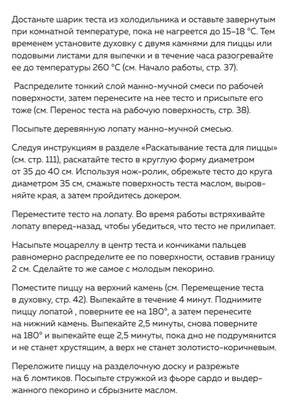 Достаньте шарик теста из холодильника и оставьте завернутым
при комнатной температуре, пока не нагреется до 15–18 °С. Тем
временем установите духовку с двумя камнями для пиццы или
подовыми листами для выпечки и в течение часа разогревайте
ее до температуры 260 °С (см. Начало работы, стр. 37).
Распределите тонкий слой манно-мучной смеси по рабочей
поверхности, затем перенесите на нее тесто и присыпьте его
тоже (см. Перенос теста на рабочую поверхность, стр. 38).
Посыпьте деревянную лопату манно-мучной смесью.
Следуя инструкциям в разделе «Раскатывание теста для пиццы»
(см. стр. 111), раскатайте тесто в круглую форму диаметром
от 35 до 40 см. Используя нож-ролик, обрежьте тесто до круга
диаметром 35 см, смажьте поверхность теста маслом, выров-
няйте края, а затем пройдитесь докером.
Переместите тесто на лопату. Во время работы встряхивайте
лопату вперед-назад, чтобы убедиться, что тесто не прилипает.
Насыпьте моцареллу в центр теста и кончиками пальцев
равномерно распределите ее по поверхности, оставив границу
2 см. Сделайте то же самое с молодым пекорино.
Поместите пиццу на верхний камень (см. Перемещение теста
в духовку, стр. 42). Выпекайте в течение 4 минут. Поднимите
пиццу лопатой , поверните ее на 180°, а затем перенесите
на нижний камень. Выпекайте 2,5 минуты, снова поверните
на 180° и выпекайте еще 2,5 минуты, пока дно не подрумянится
и не станет хрустящим, а верх не станет золотисто-коричневым.
Переложите пиццу на разделочную доску и разрежьте
на 6 ломтиков. Посыпьте стружкой из фьоре сардо и выдер-
жанного пекорино и сбрызните маслом.